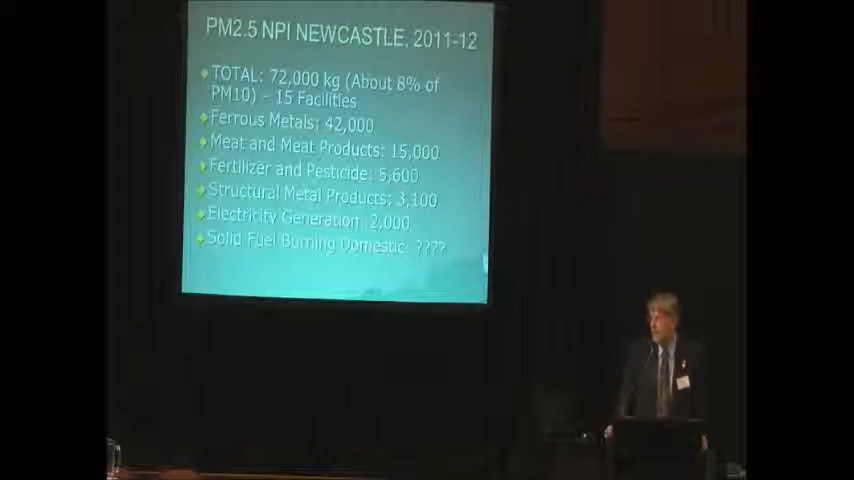 PM2.5 NPI NEWCASTLE, 2011-12
TOTAL: 72,000 kg (About 8% of
PM10) - 15 Facilities
Ferrous Metals: 42,000
Meat and Meat Products: 15,000
Fertilizer and Pesticide: 5,600
Structural Metal Products: 3,100
Electricity Generation: 2,000
Solid Fuel Burning Domestic: ????